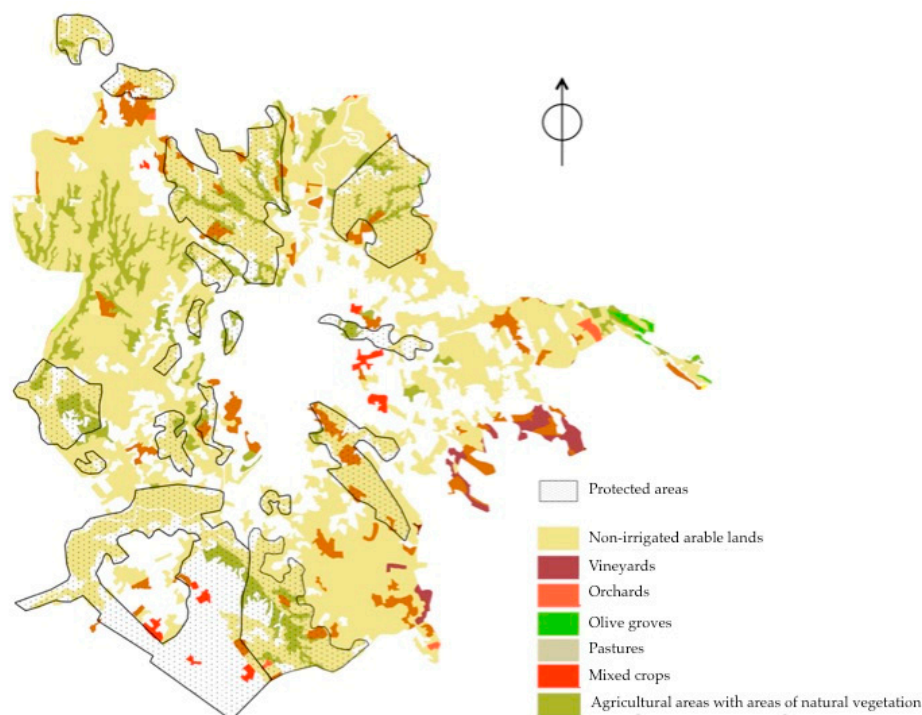 Protected areas
Non-irrigated arable lands
Vineyards
Orchards
Olive groves
Pastures
Mixed crops
Agricultural areas with areas of natural vegetation